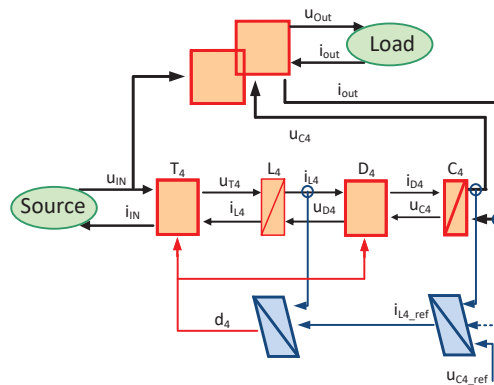 u_Out
i_out
Load
i_out
u_C4
T_4
L_4
D_4
C_4
u_IN
u_T4
i_L4
i_D4
Source
i_IN
i_L4
u_D4
u_C4
d_4
i_L4_ref
u_C4_ref